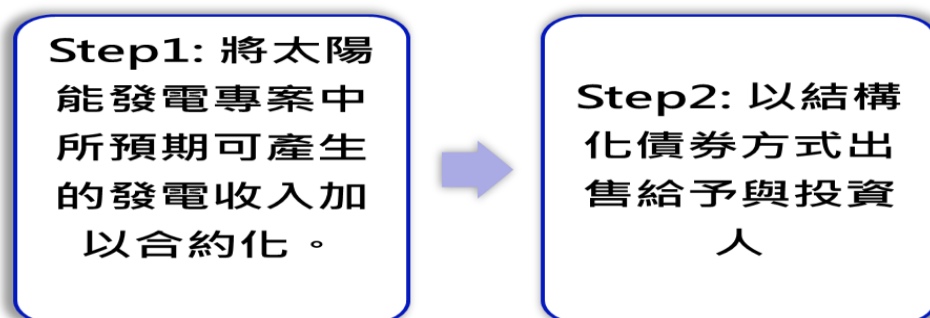 Step1: 將太陽
能發電專案中
所預期可產生
的發電收入加
以合約化。
Step2: 以結構
化債券方式出
售給予與投資
人